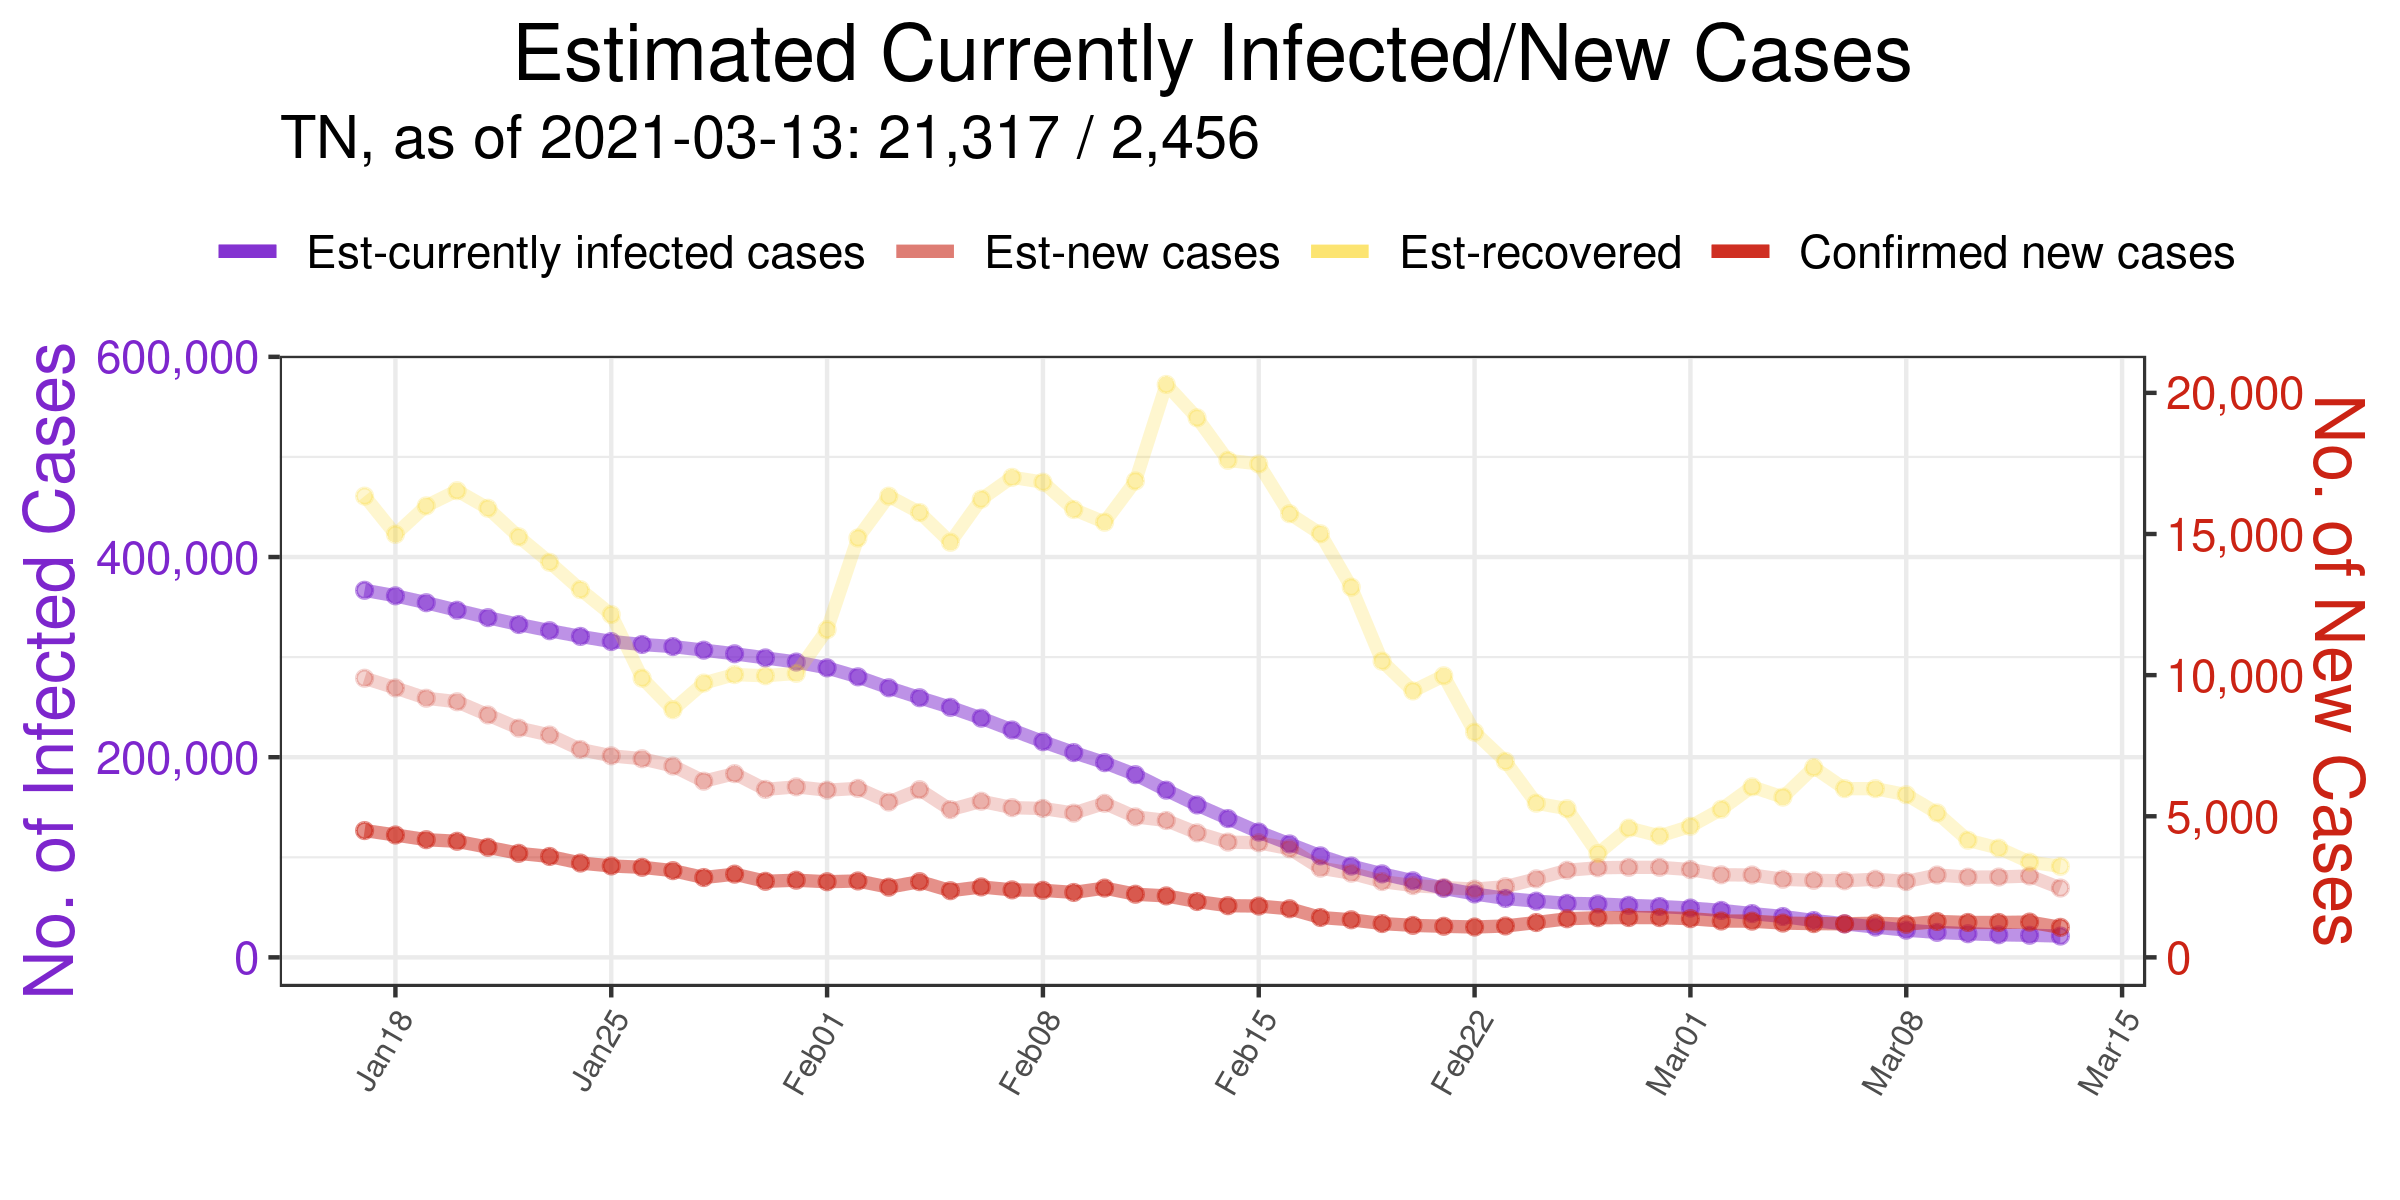 Estimated Currently Infected/New Cases
TN, as of 2021-03-13: 21,317 / 2,456
Est-currently infected cases
Est-new cases
Est-recovered
Confirmed new cases
No. of Infected Cases
600,000
400,000
200,000
0
20,000
15,000
10,000
5,000
0
No. of New Cases
Jan18
Jan25
Feb01
Feb08
Feb15
Feb22
Mar01
Mar08
Mar15